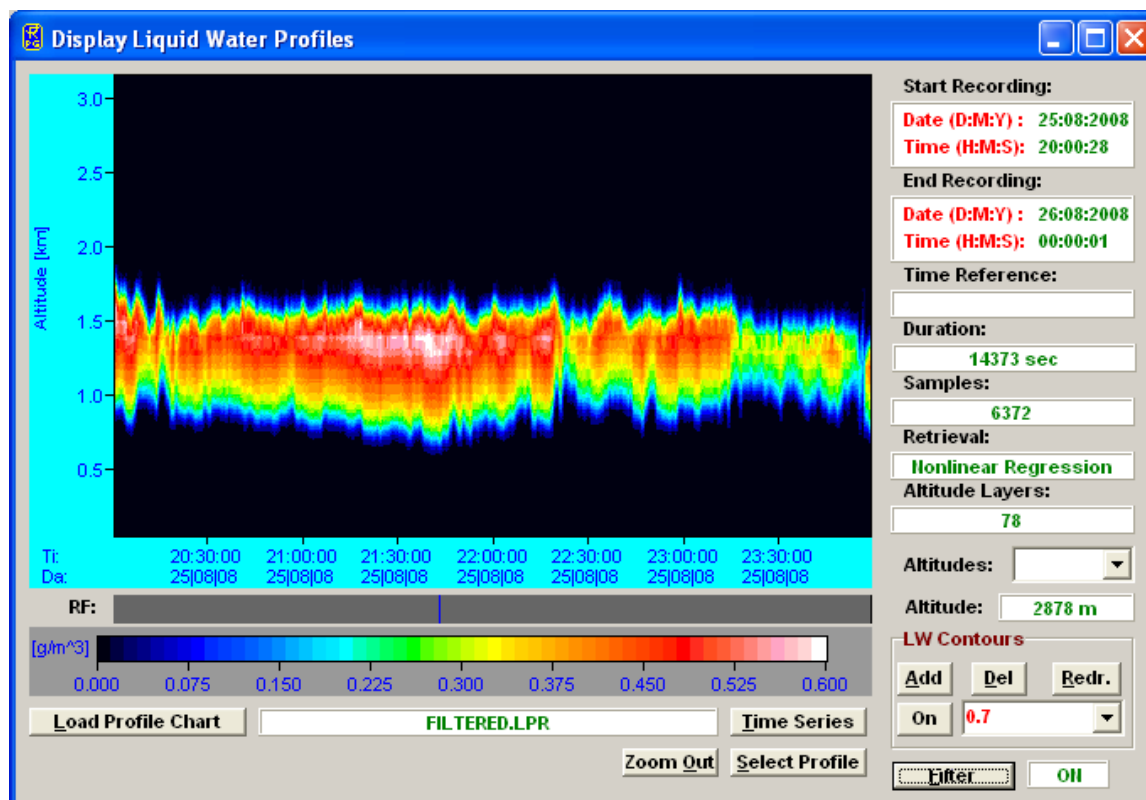 Display Liquid Water Profiles
3.0
2.5
2.0
1.5
1.0
0.5
Altitude [km]
Ti: 20:30:00 21:00:00 21:30:00 22:00:00 22:30:00 23:00:00 23:30:00
Da: 25|08|08 25|08|08 25|08|08 25|08|08 25|08|08 25|08|08 25|08|08
RF:
[g/m^3]
0.000 0.075 0.150 0.225 0.300 0.375 0.450 0.525 0.600
Load Profile Chart FILTERED.LPR Time Series
Zoom Out Select Profile
Start Recording:
Date (D:M:Y) : 25:08:2008
Time (H:M:S): 20:00:28
End Recording:
Date (D:M:Y) : 26:08:2008
Time (H:M:S): 00:00:01
Time Reference:
Duration:
14373 sec
Samples:
6372
Retrieval:
Nonlinear Regression
Altitude Layers:
78
Altitudes:
Altitude: 2878 m
LW Contours
Add Del Redr.
On 0.7
Filter ON